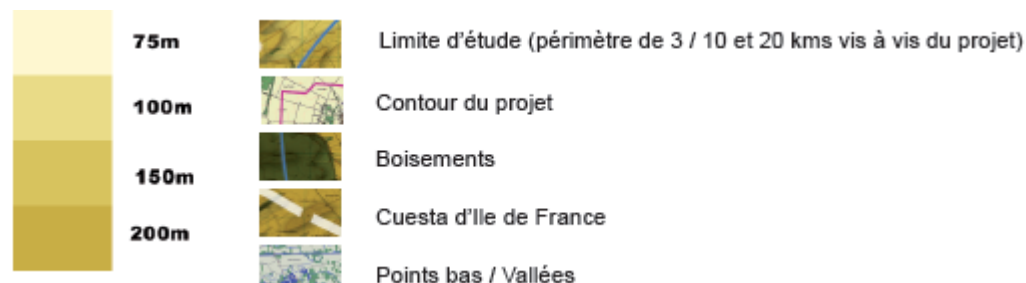 75m
Limite d'étude (périmètre de 3 / 10 et 20 kms vis à vis du projet)
100m
Contour du projet
Boisements
150m
Cuesta d'Ile de France
200m
Points bas / Vallées